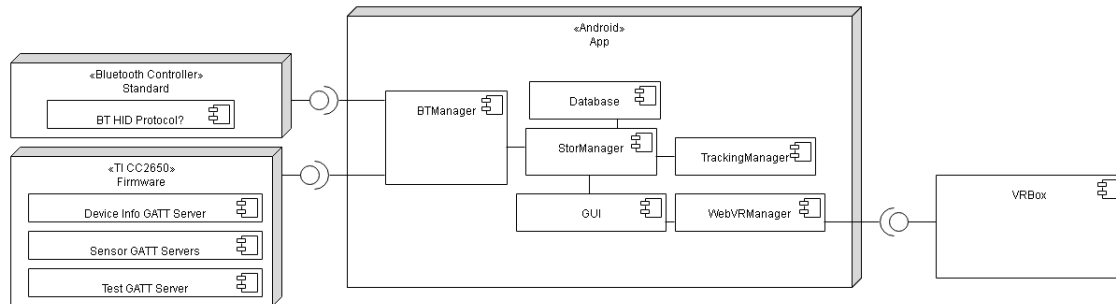 «Bluetooth Controller»
Standard
BT HID Protocol?
«TI CC2650»
Firmware
Device Info GATT Server
Sensor GATT Servers
Test GATT Server
«Android»
App
BTManager
Database
StorManager
TrackingManager
GUI
WebVRManager
VRBox